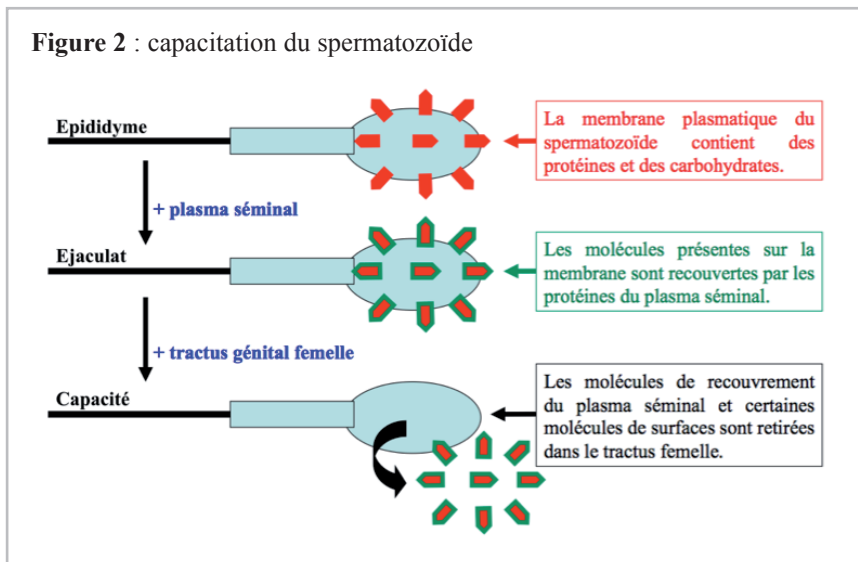 Figure 2 : capacitation du spermatozoïde
Epididyme
La membrane plasmatique du
spermatozoïde contient des
protéines et des carbohydrates.
+ plasma séminal
Ejaculat
Les molécules présentes sur la
membrane sont recouvertes par les
protéines du plasma séminal.
+ tractus génital femelle
Capacité
Les molécules de recouvrement
du plasma séminal et certaines
molécules de surfaces sont retirées
dans le tractus femelle.